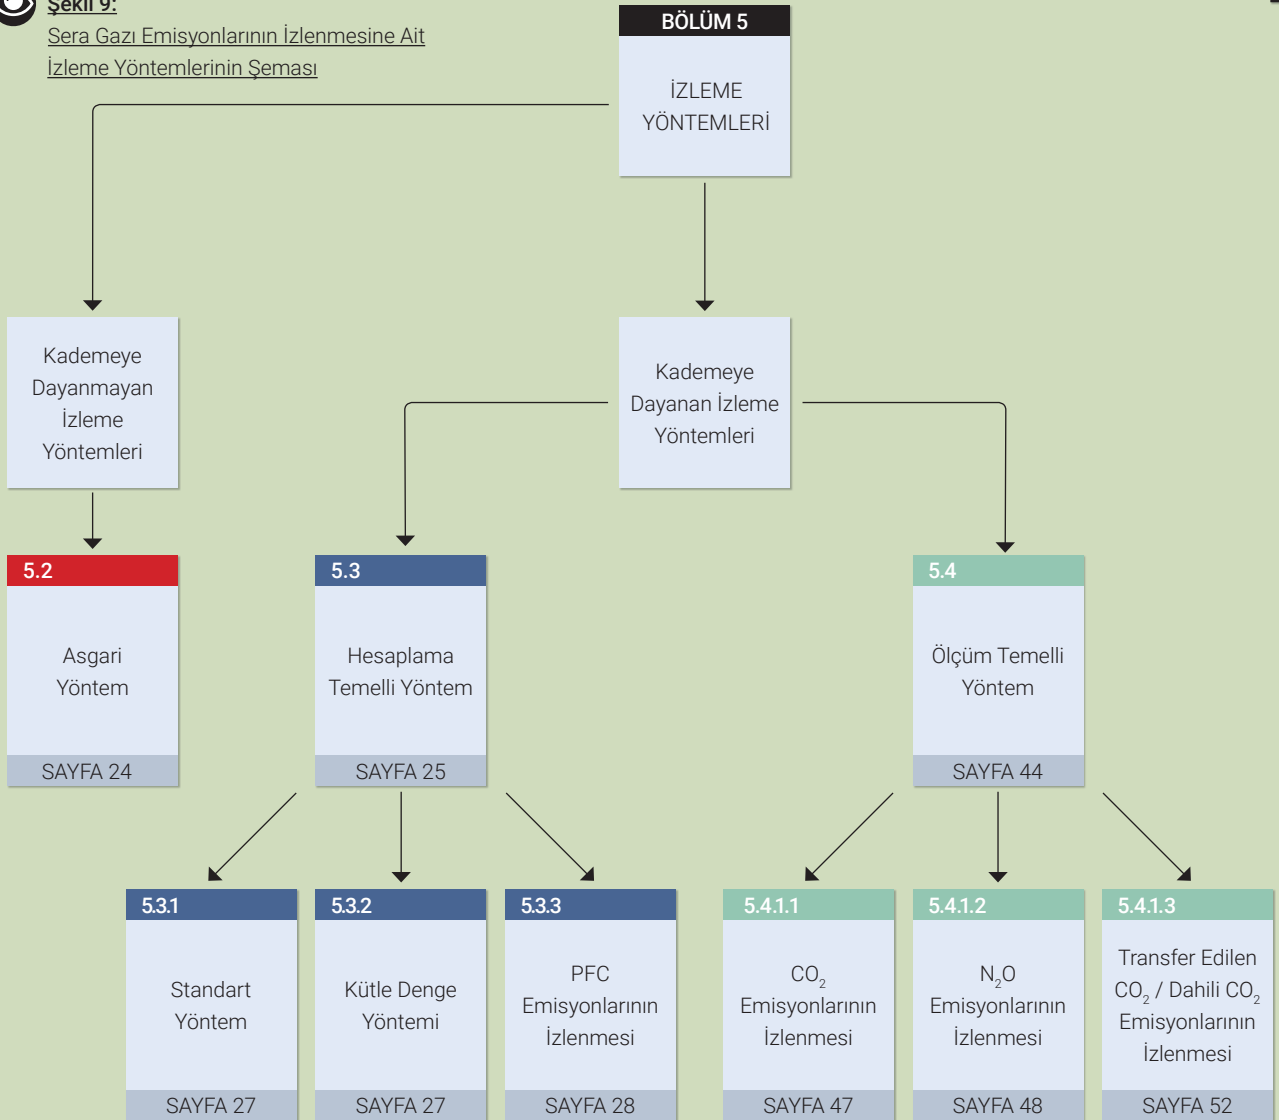 Şekil 9:
Sera Gazı Emisyonlarının İzlenmesine Ait
İzleme Yöntemlerinin Şeması
BÖLÜM 5
İZLEME
YÖNTEMLERİ
Kademeye
Dayanmayan
İzleme
Yöntemleri
Kademeye
Dayanan İzleme
Yöntemleri
5.2
Asgari
Yöntem
SAYFA 24
5.3
Hesaplama
Temelli Yöntem
SAYFA 25
5.4
Ölçüm Temelli
Yöntem
SAYFA 44
5.3.1
Standart
Yöntem
SAYFA 27
5.3.2
Kütle Denge
Yöntemi
SAYFA 27
5.3.3
PFC
Emisyonlarının
İzlenmesi
SAYFA 28
5.4.1.1
CO₂
Emisyonlarının
İzlenmesi
SAYFA 47
5.4.1.2
N₂O
Emisyonlarının
İzlenmesi
SAYFA 48
5.4.1.3
Transfer Edilen
CO₂ / Dahili CO₂
Emisyonlarının
İzlenmesi
SAYFA 52